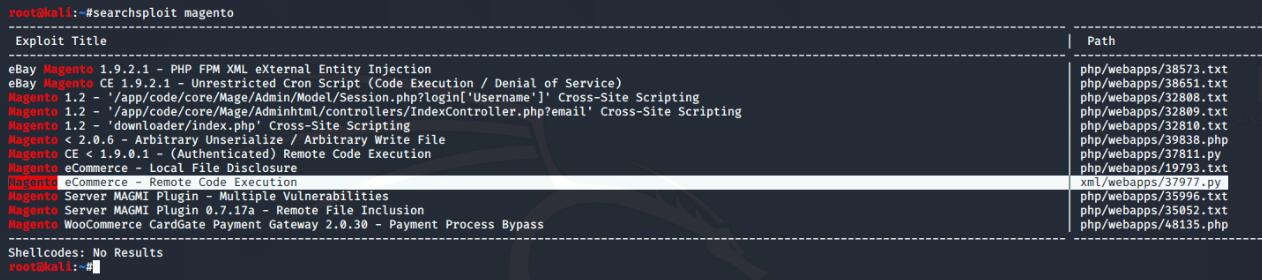 root@kali:~#searchsploit magento
Exploit Title | Path
eBay Magento 1.9.2.1 - PHP FPM XML eXternal Entity Injection | php/webapps/38573.txt
eBay Magento CE 1.9.2.1 - Unrestricted Cron Script (Code Execution / Denial of Service) | php/webapps/38651.txt
Magento 1.2 - '/app/code/core/Mage/Admin/Model/Session.php?login['Username']' Cross-Site Scripting | php/webapps/32808.txt
Magento 1.2 - '/app/code/core/Mage/Adminhtml/controllers/IndexController.php?email' Cross-Site Scripting | php/webapps/32809.txt
Magento 1.2 - 'downloader/index.php' Cross-Site Scripting | php/webapps/32810.txt
Magento < 2.0.6 - Arbitrary Unserialize / Arbitrary Write File | php/webapps/39838.php
Magento CE < 1.9.0.1 - (Authenticated) Remote Code Execution | php/webapps/37811.py
Magento eCommerce - Local File Disclosure | php/webapps/19793.txt
Magento eCommerce - Remote Code Execution | xml/webapps/37977.py
Magento Server MAGMI Plugin - Multiple Vulnerabilities | php/webapps/35996.txt
Magento Server MAGMI Plugin 0.7.17a - Remote File Inclusion | php/webapps/35052.txt
Magento WooCommerce CardGate Payment Gateway 2.0.30 - Payment Process Bypass | php/webapps/48135.php
Shellcodes: No Results
root@kali:~#